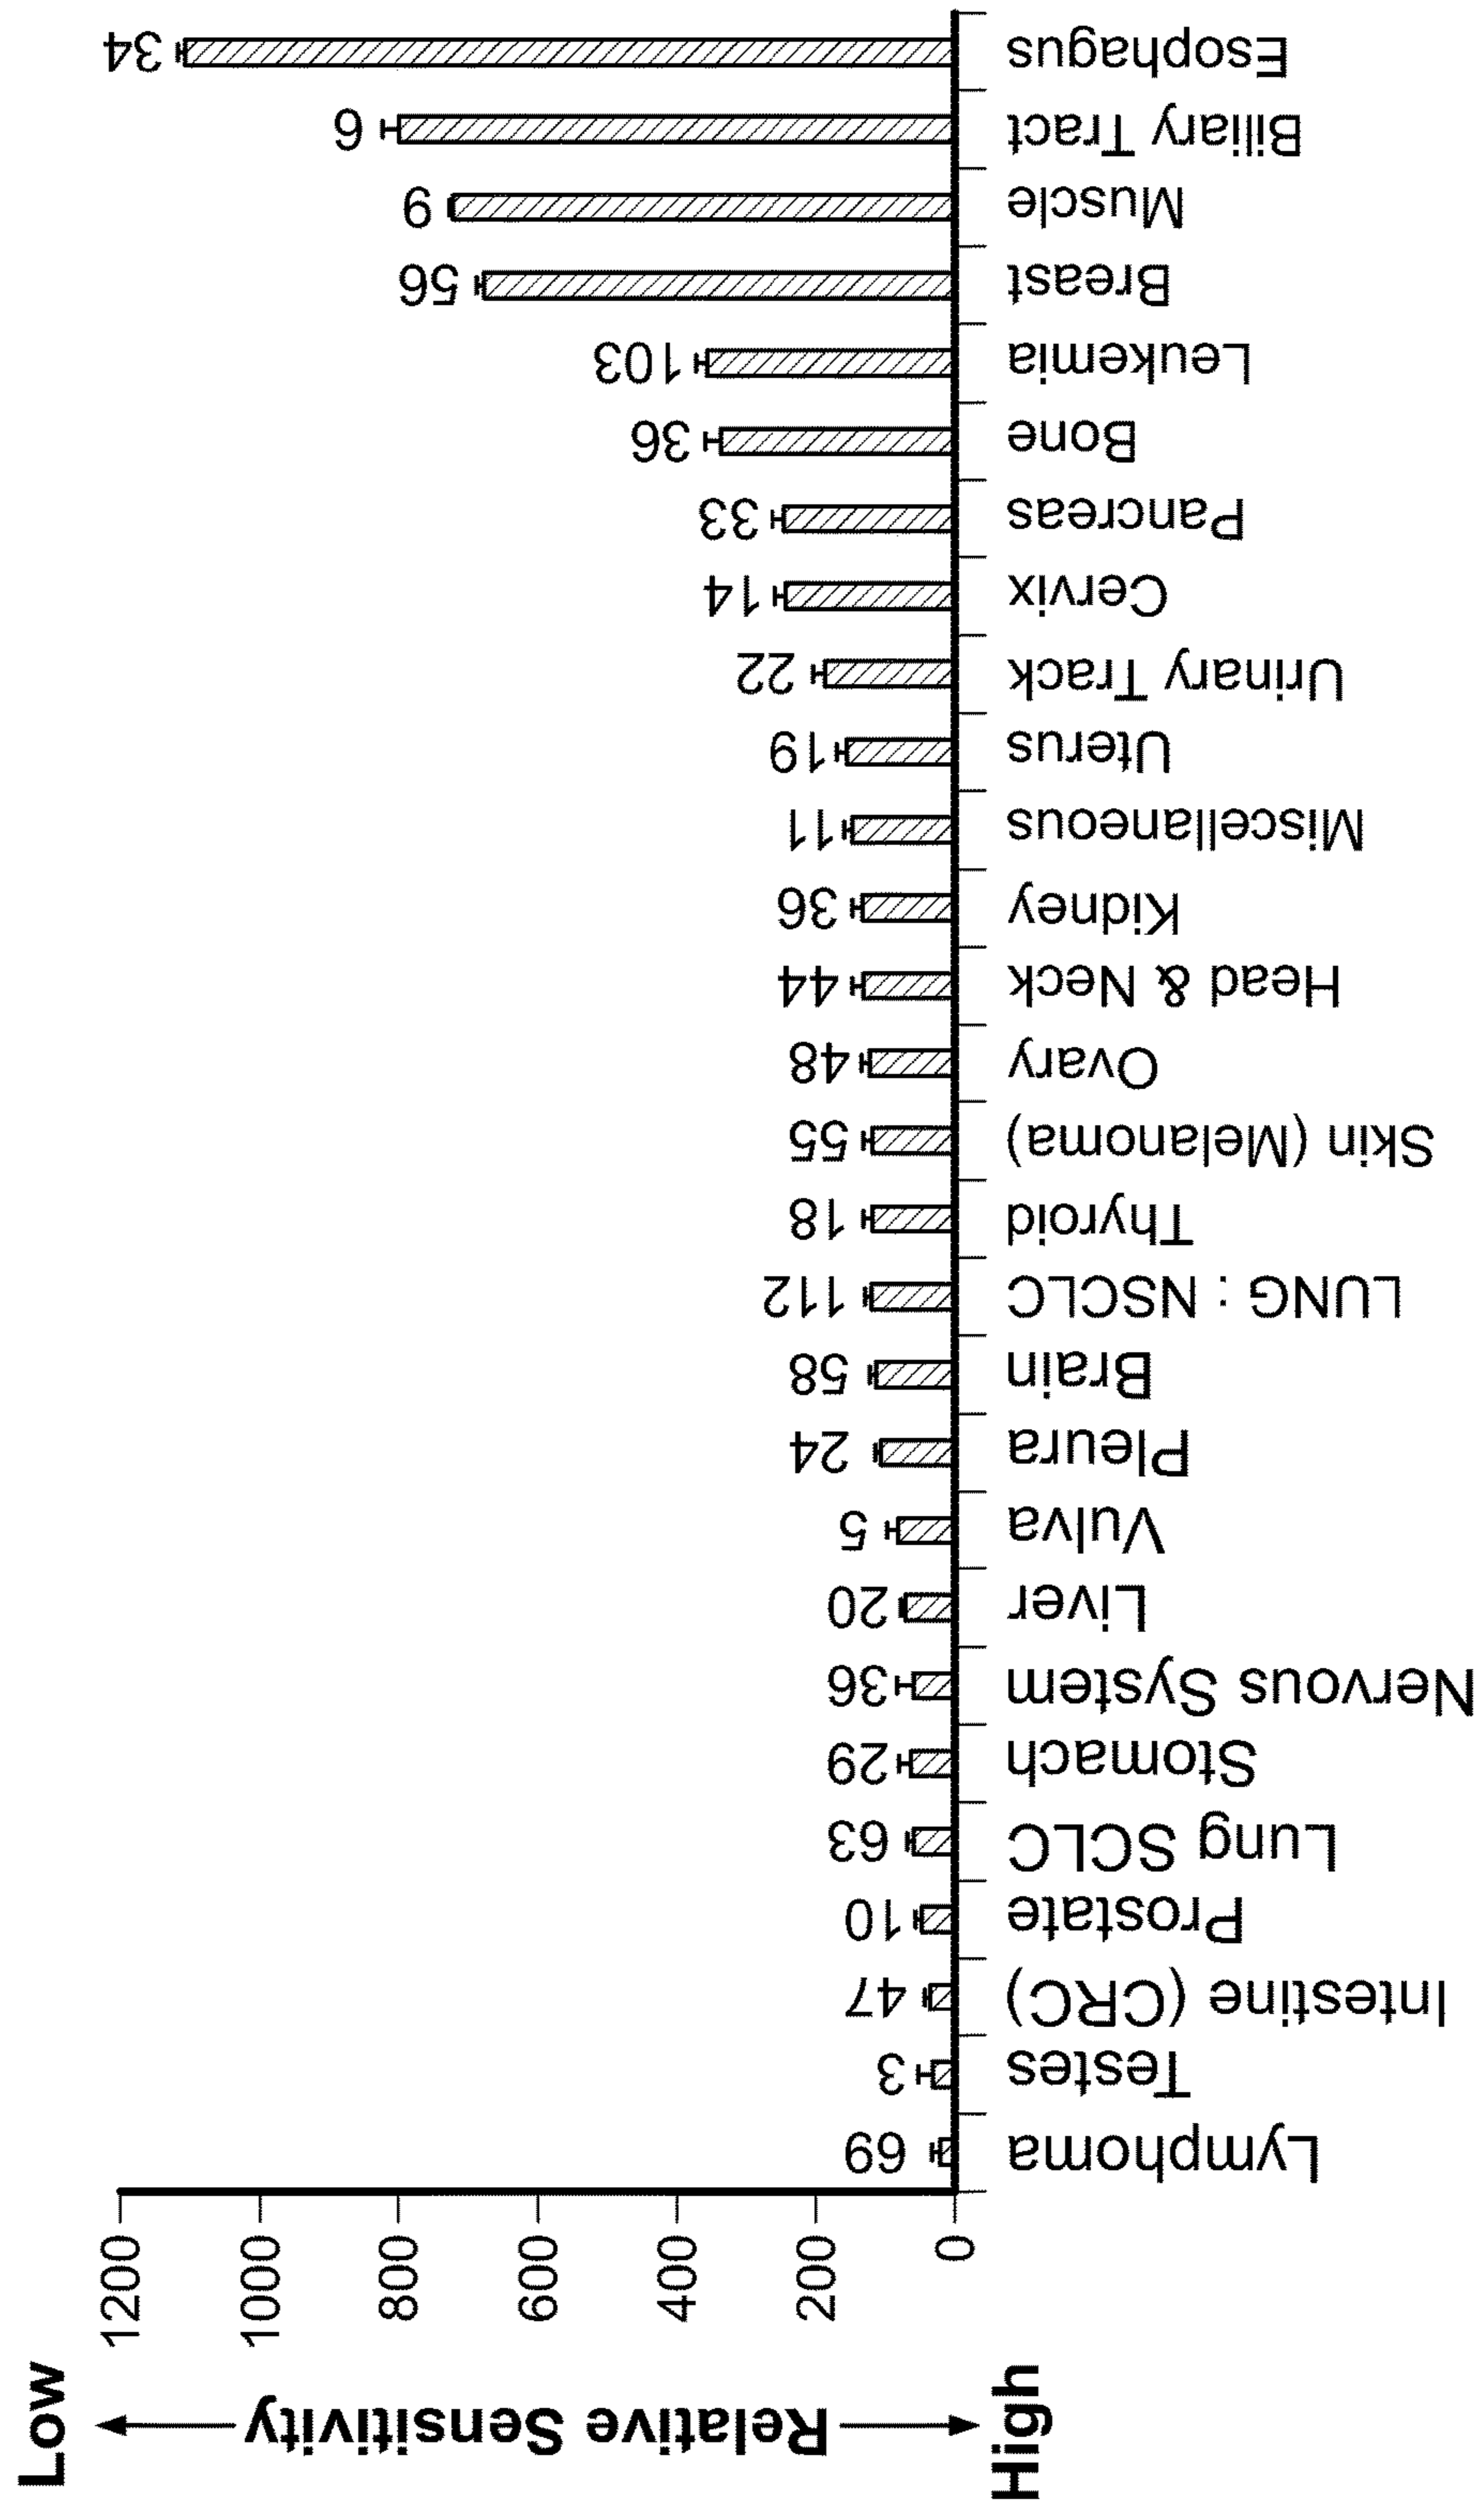 34
Esophagus
6
Biliary Tract
9
Muscle
56
Breast
103
Leukemia
36
Bone
33
Pancreas
14
Cervix
22
Urinary Track
19
Uterus
11
Miscellaneous
36
Kidney
44
Head & Neck
48
Ovary
55
Skin (Melanoma)
18
Thyroid
112
LUNG : NSCLC
58
Brain
24
Pleura
5
Vulva
20
Liver
36
Nervous System
29
Stomach
63
Lung SCLC
10
Prostate
47
Intestine (CRC)
3
Testes
69
Lymphoma
1200
1000
800
600
400
200
0
Low
Relative Sensitivity
High